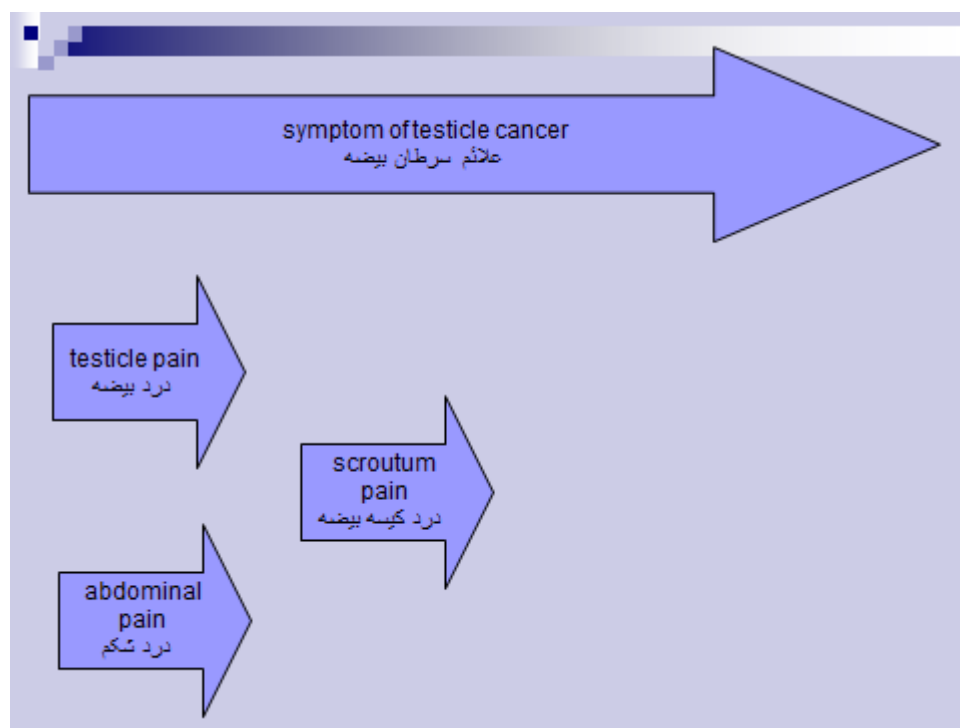 symptom of testicle cancer
علائم سرطان بیضه
testicle pain
درد بیضه
scroutum
pain
درد کیسه بیضه
abdominal
pain
درد شکم